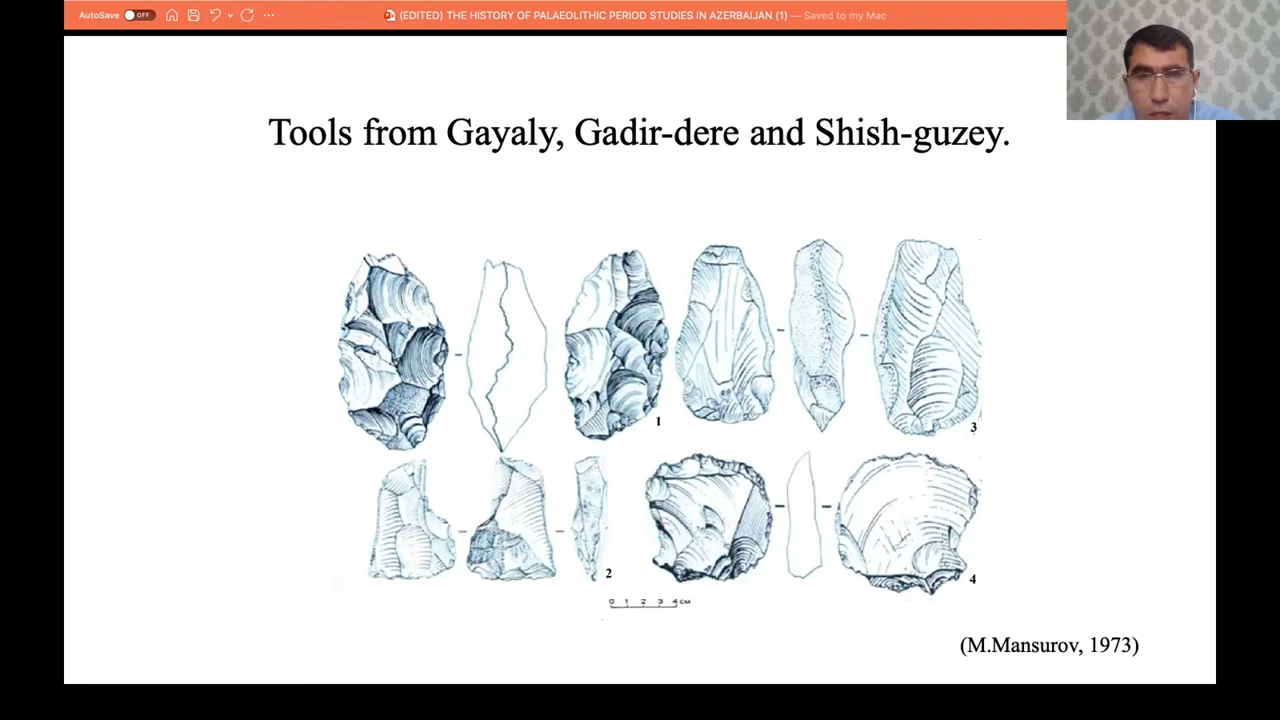 AutoSave OFF
(EDITED) THE HISTORY OF PALAEOLITHIC PERIOD STUDIES IN AZERBAIJAN (1) — Saved to my Mac
Tools from Gayaly, Gadir-dere and Shish-guzey.
1
3
2
4
0 1 2 3 4 см
(M.Mansurov, 1973)